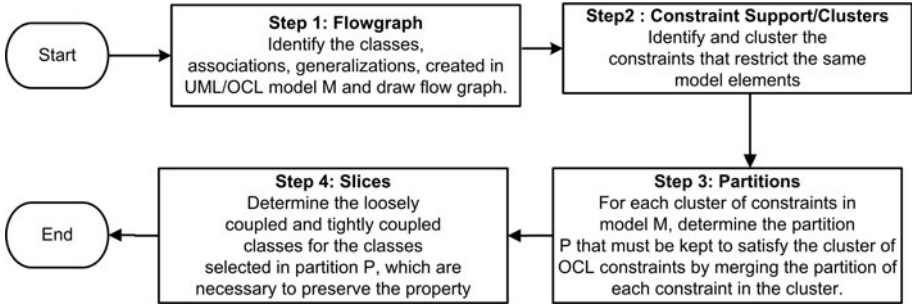 Start
Step 1: Flowgraph
Identify the classes,
associations, generalizations, created in
UML/OCL model M and draw flow graph.
Step2 : Constraint Support/Clusters
Identify and cluster the
constraints that restrict the same
model elements
Step 3: Partitions
For each cluster of constraints in
model M, determine the partition
P that must be kept to satisfy the cluster of
OCL constraints by merging the partition of
each constraint in the cluster.
Step 4: Slices
Determine the loosely
coupled and tightly coupled
classes for the classes
selected in partition P, which are
necessary to preserve the property
End